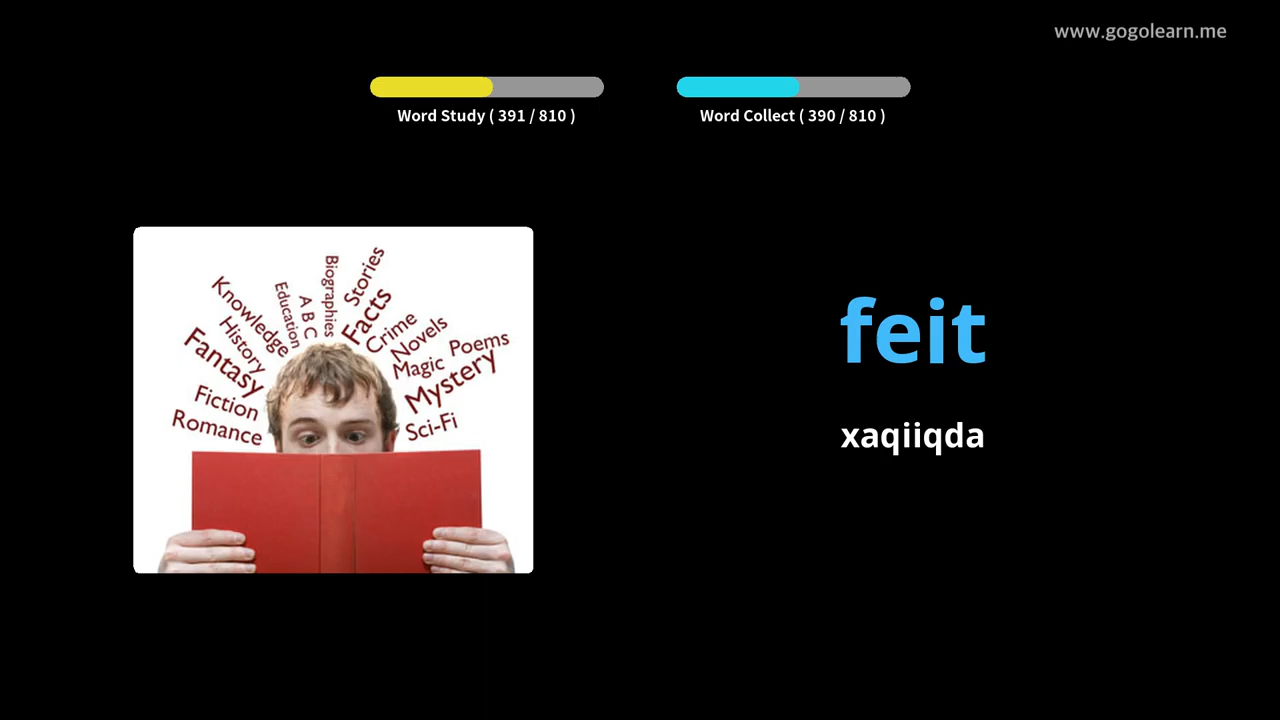 www.gogolearn.me
Word Study ( 391 / 810 )
Word Collect ( 390 / 810 )
Knowledge
History
Fantasy
Fiction
Romance
Education
A B C
Biographies
Stories
Facts
Crime
Novels
Magic
Poems
Mystery
Sci-Fi
feit
xaqiiqda